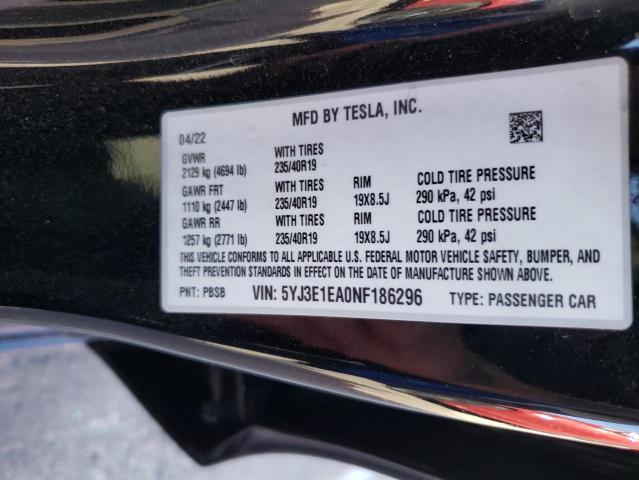 MFD BY TESLA, INC.
04/22
GVWR WITH TIRES
2129 kg (4694 lb) 235/40R19
GAWR FRT WITH TIRES RIM COLD TIRE PRESSURE
1110 kg (2447 lb) 235/40R19 19X8.5J 290 kPa, 42 psi
GAWR RR WITH TIRES RIM COLD TIRE PRESSURE
1257 kg (2771 lb) 235/40R19 19X8.5J 290 kPa, 42 psi
THIS VEHICLE CONFORMS TO ALL APPLICABLE U.S. FEDERAL MOTOR VEHICLE SAFETY, BUMPER, AND
THEFT PREVENTION STANDARDS IN EFFECT ON THE DATE OF MANUFACTURE SHOWN ABOVE.
PNT: PBSB VIN: 5YJ3E1EA0NF186296 TYPE: PASSENGER CAR